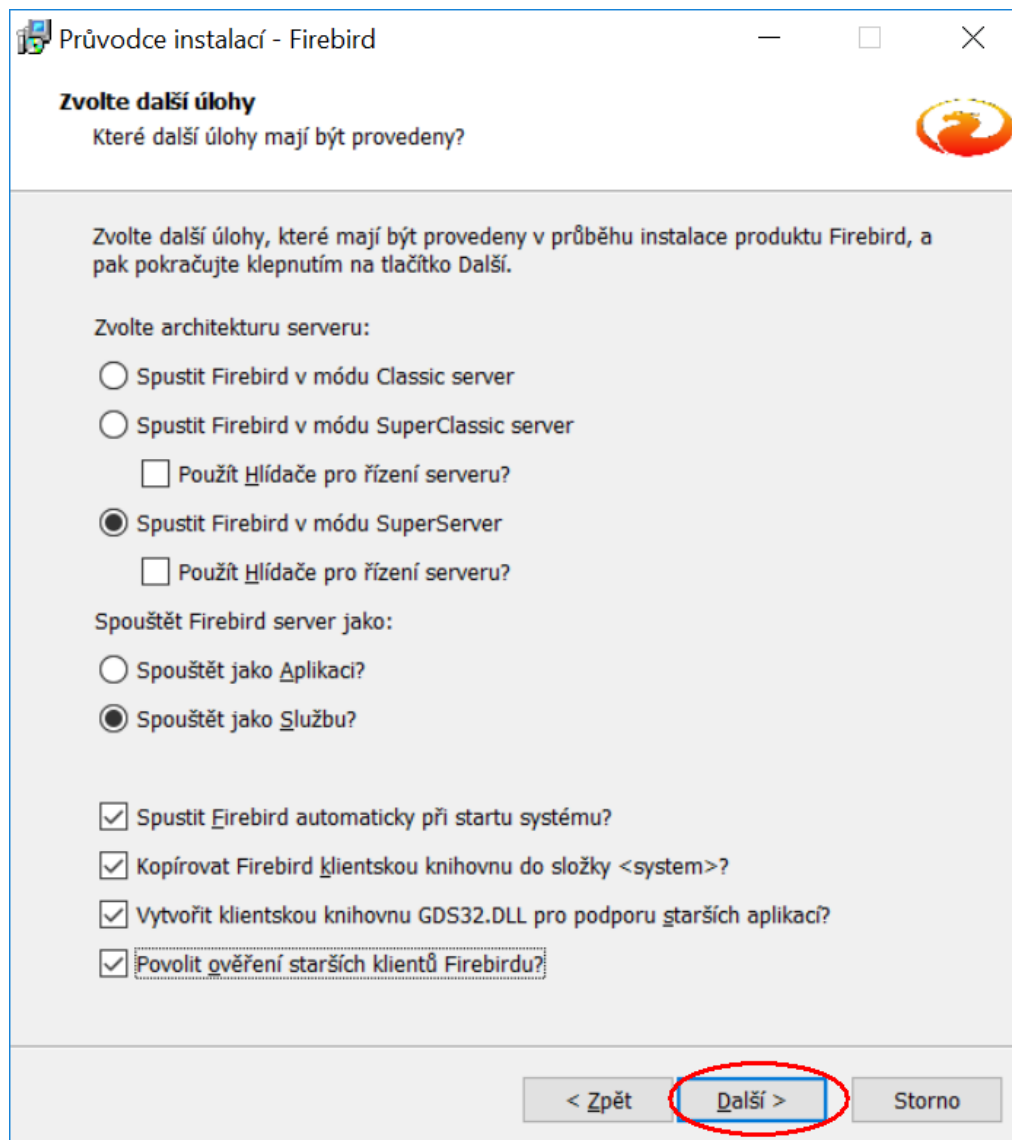 Průvodce instalací - Firebird
Zvolte další úlohy
Které další úlohy mají být provedeny?
Zvolte další úlohy, které mají být provedeny v průběhu instalace produktu Firebird, a
pak pokračujte klepnutím na tlačítko Další.
Zvolte architekturu serveru:
Spustit Firebird v módu Classic server
Spustit Firebird v módu SuperClassic server
Použít Hlídače pro řízení serveru?
Spustit Firebird v módu SuperServer
Použít Hlídače pro řízení serveru?
Spouštět Firebird server jako:
Spouštět jako Aplikaci?
Spouštět jako Službu?
Spustit Firebird automaticky při startu systému?
Kopírovat Firebird klientskou knihovnu do složky <system>?
Vytvořit klientskou knihovnu GDS32.DLL pro podporu starších aplikací?
Povolit ověření starších klientů Firebirdu?
< Zpět Další > Storno